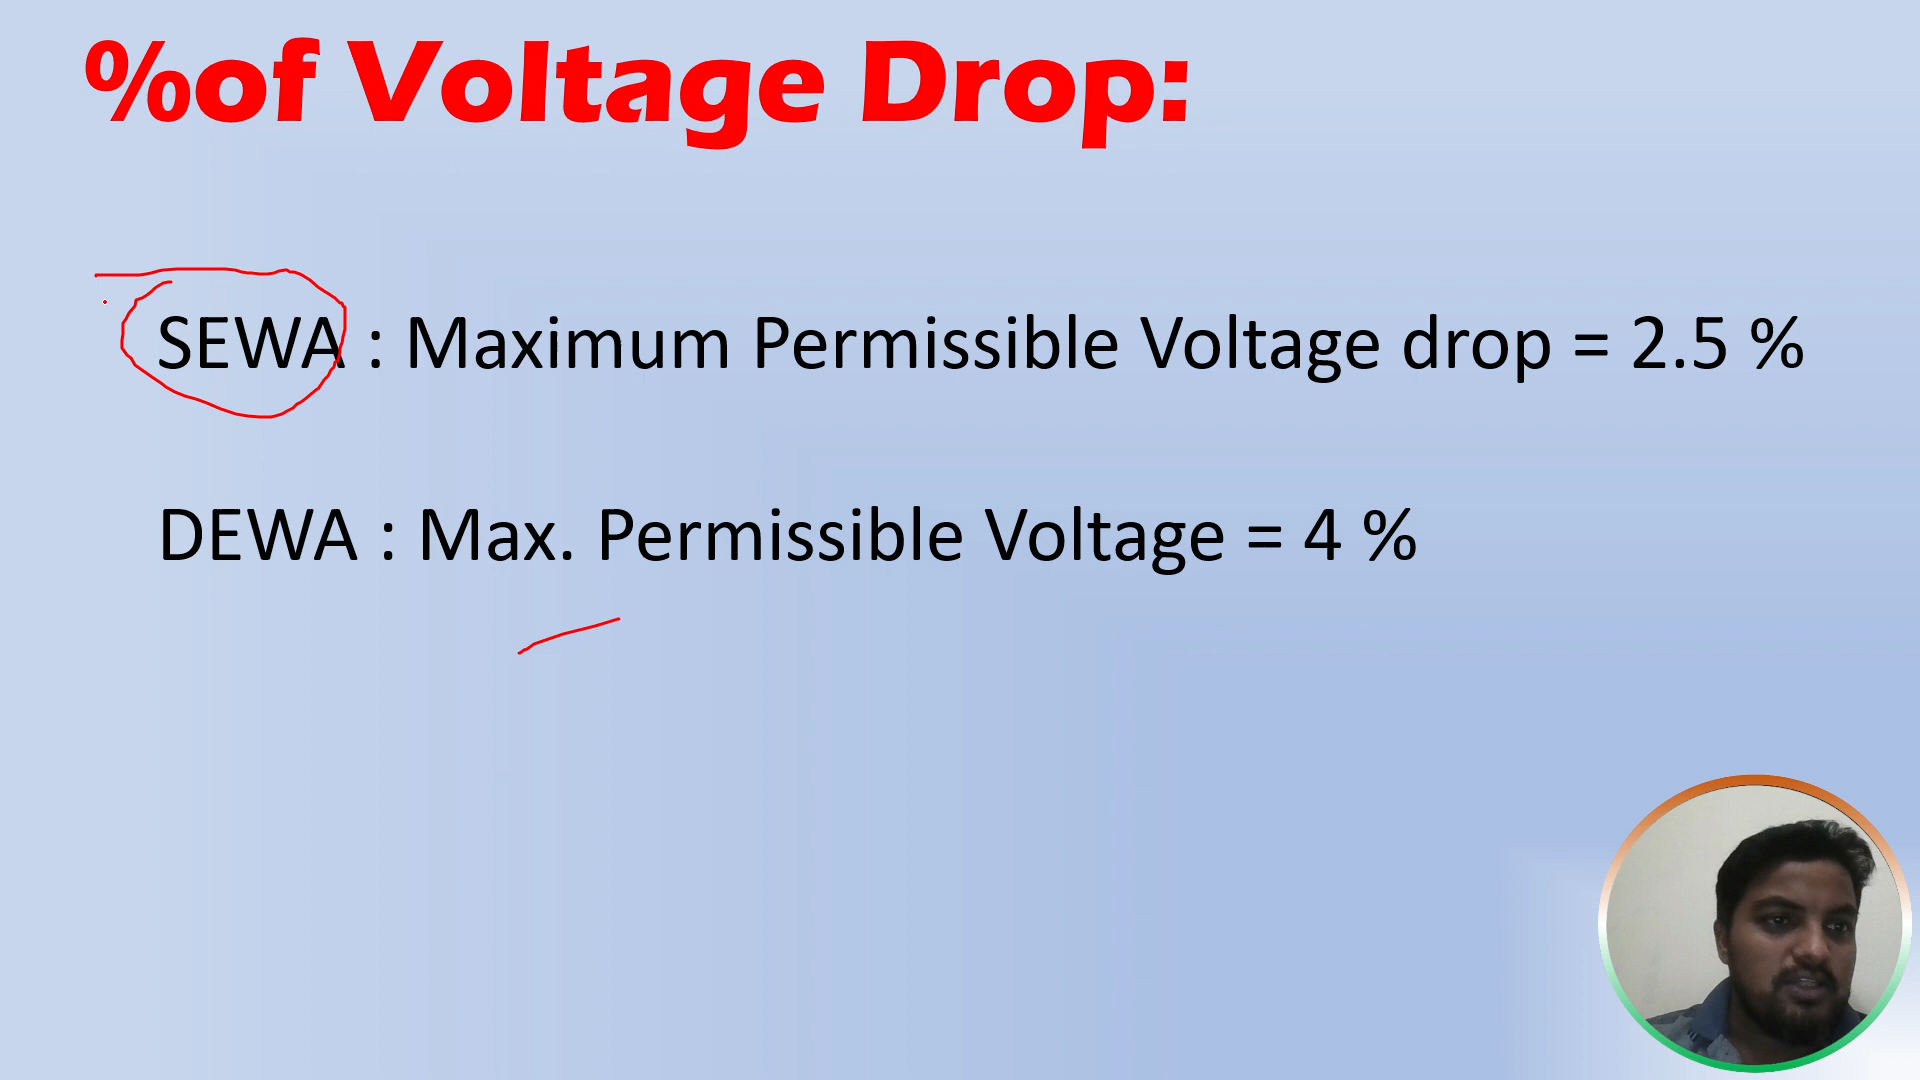 %of Voltage Drop:
SEWA : Maximum Permissible Voltage drop = 2.5 %
DEWA : Max. Permissible Voltage = 4 %